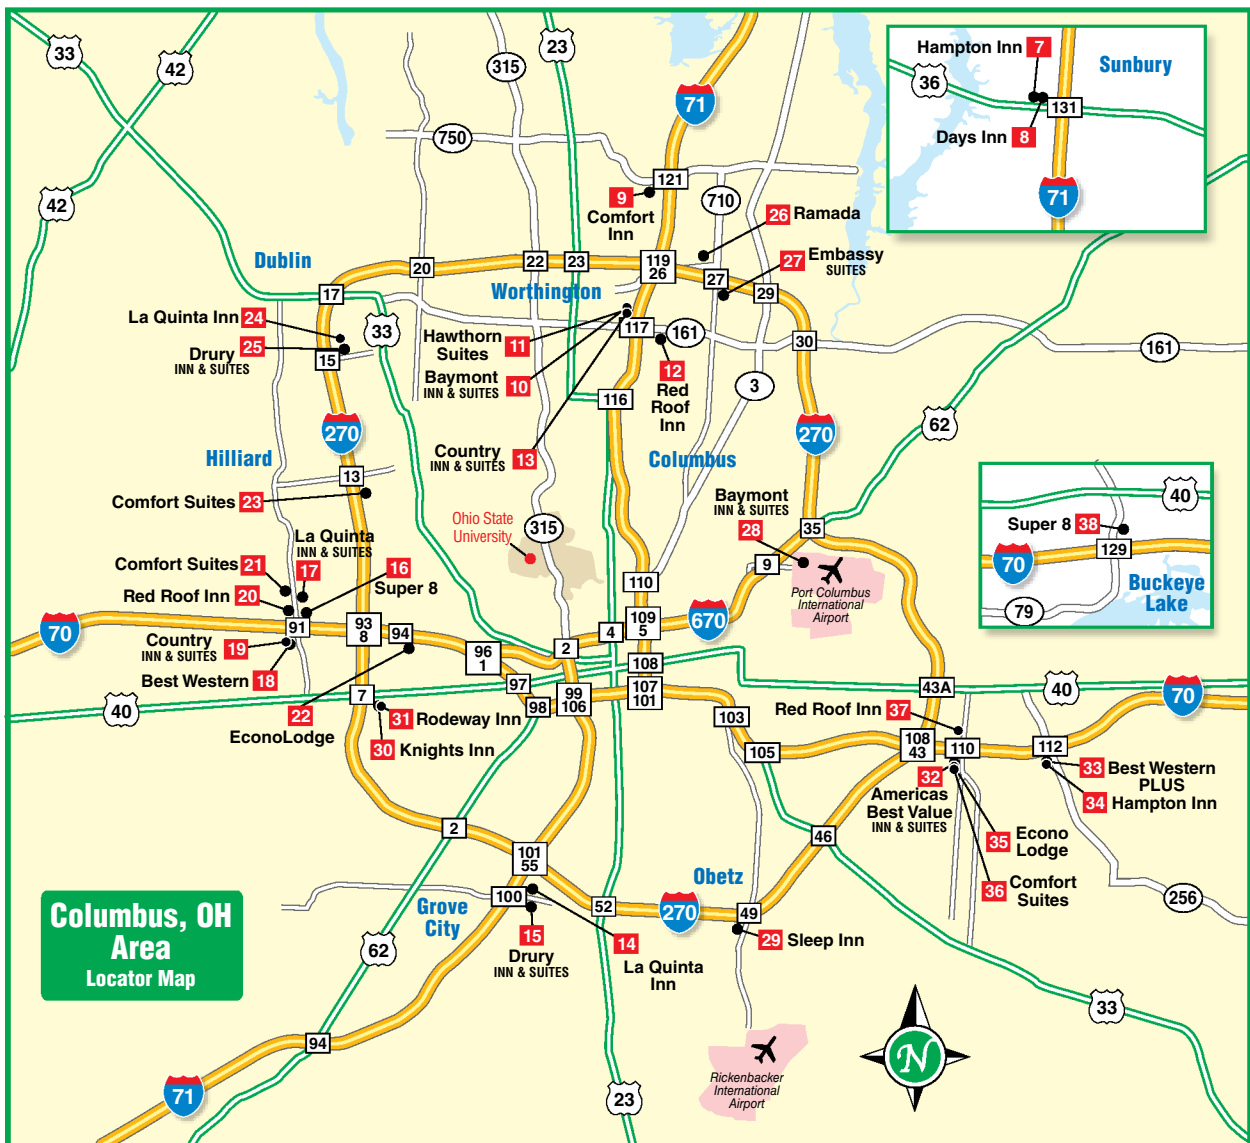 33
42
315
23
71
750
121
9
Comfort
Inn
710
26 Ramada
Hampton Inn 7
Sunbury
36
131
Days Inn 8
71
42
Dublin
20
22
23
119
26
27
27 Embassy
SUITES
29
17
Worthington
La Quinta Inn 24
33
Drury 25
INN & SUITES
15
Hawthorn
Suites 11
117
161
30
161
Baymont
INN & SUITES 10
12
Red
Roof
Inn
3
116
62
270
270
Hilliard
13
Country
INN & SUITES 13
Columbus
Comfort Suites 23
Baymont
INN & SUITES
28
35
40
Super 8 38
129
70
Buckeye
Lake
79
Ohio State
University
315
La Quinta
INN & SUITES
17
Comfort Suites 21
16
Super 8
Red Roof Inn 20
9
Port Columbus
International
Airport
110
70
91
93
8
94
109
5
4
670
Country
INN & SUITES 19
96
1
2
108
Best Western 18
97
107
101
43A
40
70
40
7
98
99
106
103
22
EconoLodge
31 Rodeway Inn
30 Knights Inn
Red Roof Inn 37
105
108
43
110
112
32
Americas
Best Value
INN & SUITES
33 Best Western
PLUS
34 Hampton Inn
2
46
35 Econo
Lodge
101
55
36 Comfort
Suites
Obetz
100
Grove
City
52
270
49
256
Columbus, OH
Area
Locator Map
62
15
Drury
INN & SUITES
14
La Quinta
Inn
29 Sleep Inn
33
94
N
Rickenbacker
International
Airport
71
23